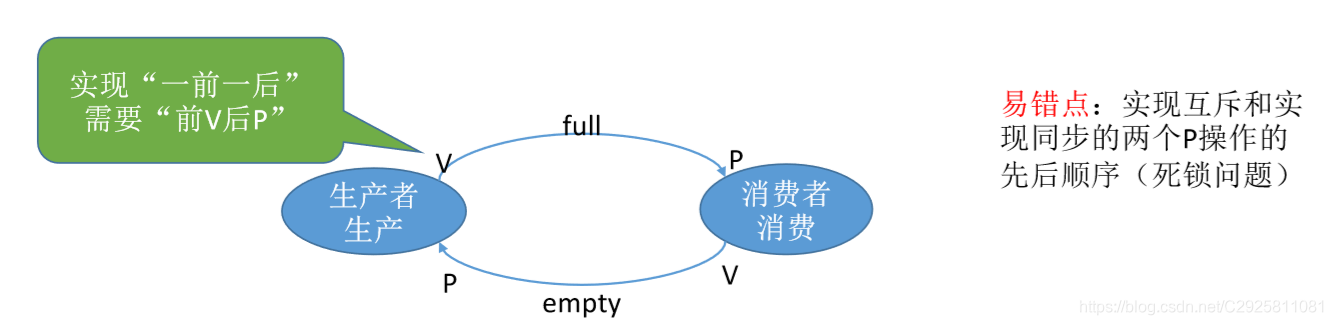 实现“一前一后”
需要“前V后P”
full
V
P
生产者
生产
消费者
消费
P
V
empty
易错点：实现互斥和实
现同步的两个P操作的
先后顺序（死锁问题）
https://blog.csdn.net/C2925811081